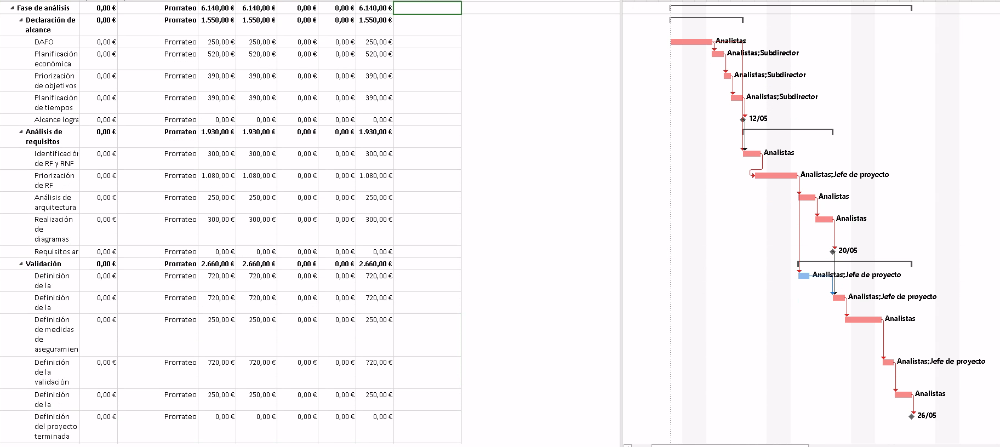 Fase de análisis 0,00 € Prorrateo 6.140,00 € 6.140,00 € 0,00 € 0,00 € 6.140,00 €
Declaración de 0,00 € Prorrateo 1.550,00 € 1.550,00 € 0,00 € 0,00 € 1.550,00 €
alcance
DAFO 0,00 € Prorrateo 250,00 € 250,00 € 0,00 € 0,00 € 250,00 € Analistas
Planificación 0,00 € Prorrateo 520,00 € 520,00 € 0,00 € 0,00 € 520,00 € Analistas;Subdirector
económica
Priorización 0,00 € Prorrateo 390,00 € 390,00 € 0,00 € 0,00 € 390,00 € Analistas;Subdirector
de objetivos
Planificación 0,00 € Prorrateo 390,00 € 390,00 € 0,00 € 0,00 € 390,00 € Analistas;Subdirector
de tiempos
Alcance logra 0,00 € Prorrateo 0,00 € 0,00 € 0,00 € 0,00 € 0,00 € 12/05
Análisis de 0,00 € Prorrateo 1.930,00 € 1.930,00 € 0,00 € 0,00 € 1.930,00 €
requisitos
Identificación 0,00 € Prorrateo 300,00 € 300,00 € 0,00 € 0,00 € 300,00 € Analistas
de RF y RNF
Priorización 0,00 € Prorrateo 1.080,00 € 1.080,00 € 0,00 € 0,00 € 1.080,00 € Analistas;Jefe de proyecto
de RF
Análisis de 0,00 € Prorrateo 250,00 € 250,00 € 0,00 € 0,00 € 250,00 € Analistas
arquitectura
Realización 0,00 € Prorrateo 300,00 € 300,00 € 0,00 € 0,00 € 300,00 € Analistas
de
diagramas
Requisitos ar 0,00 € Prorrateo 0,00 € 0,00 € 0,00 € 0,00 € 0,00 € 20/05
Validación 0,00 € Prorrateo 2.660,00 € 2.660,00 € 0,00 € 0,00 € 2.660,00 €
Definición 0,00 € Prorrateo 720,00 € 720,00 € 0,00 € 0,00 € 720,00 € Analistas;Jefe de proyecto
de la
Definición 0,00 € Prorrateo 720,00 € 720,00 € 0,00 € 0,00 € 720,00 € Analistas;Jefe de proyecto
de la
Definición 0,00 € Prorrateo 250,00 € 250,00 € 0,00 € 0,00 € 250,00 € Analistas
de medidas
de
aseguramien
Definición 0,00 € Prorrateo 720,00 € 720,00 € 0,00 € 0,00 € 720,00 € Analistas;Jefe de proyecto
de la
validación
Definición 0,00 € Prorrateo 250,00 € 250,00 € 0,00 € 0,00 € 250,00 € Analistas
de la
Definición 0,00 € Prorrateo 0,00 € 0,00 € 0,00 € 0,00 € 0,00 € 26/05
del proyecto
terminada